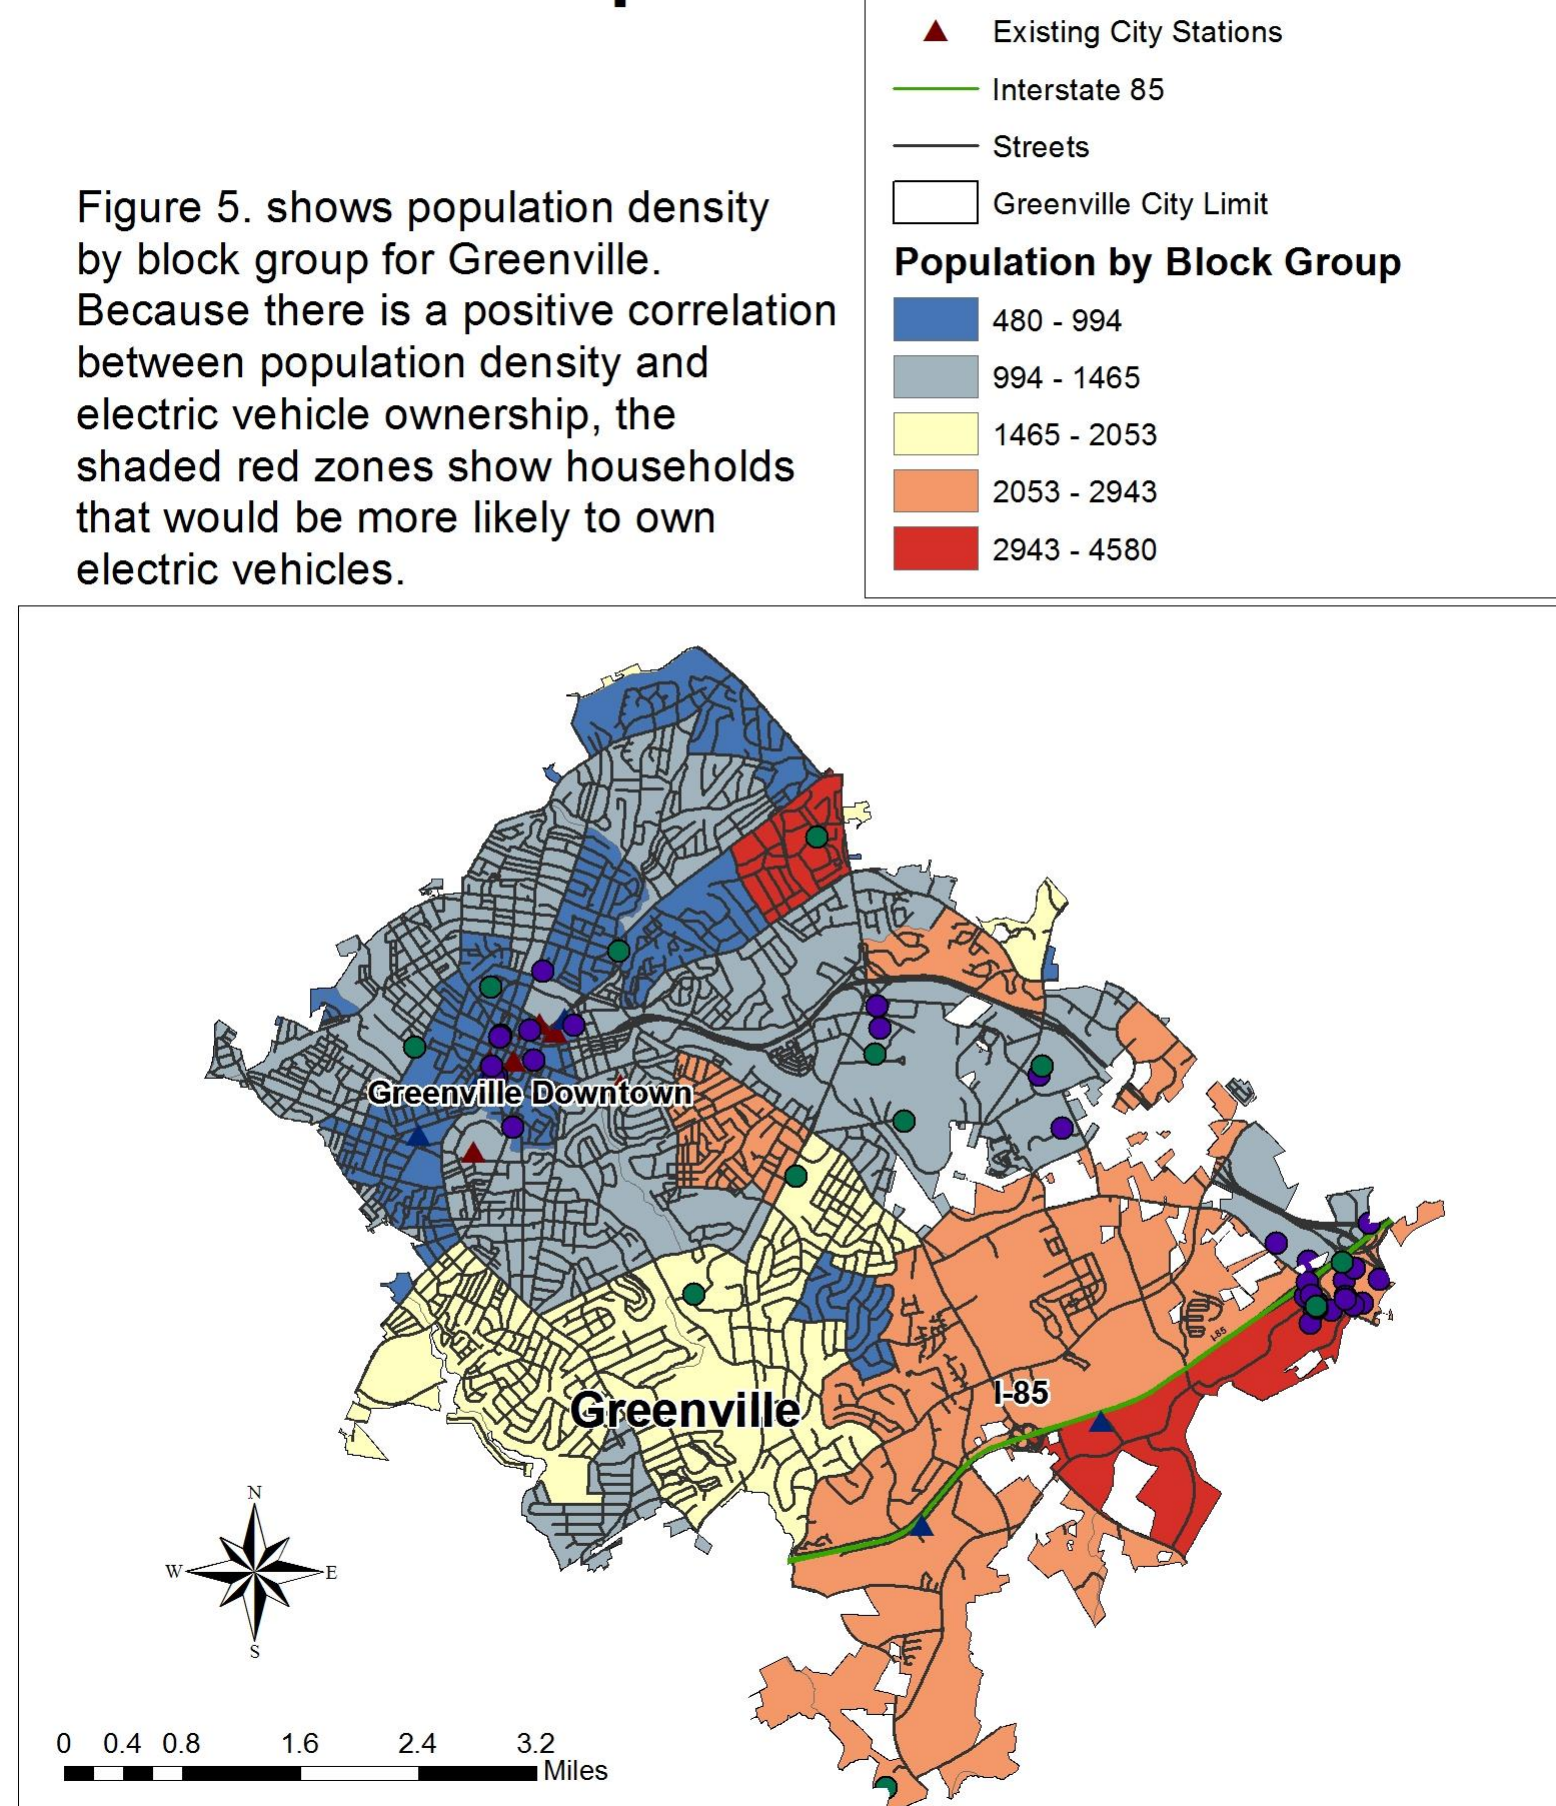 Existing City Stations
Interstate 85
Streets
Greenville City Limit
Population by Block Group
480 - 994
994 - 1465
1465 - 2053
2053 - 2943
2943 - 4580
Figure 5. shows population density
by block group for Greenville.
Because there is a positive correlation
between population density and
electric vehicle ownership, the
shaded red zones show households
that would be more likely to own
electric vehicles.
Greenville Downtown
I-85
I-85
Greenville
N
W
E
S
0 0.4 0.8 1.6 2.4 3.2
Miles